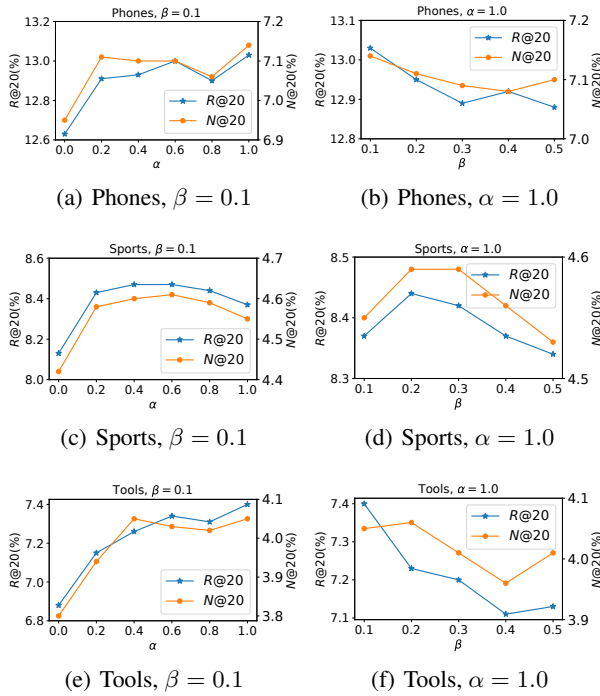 Phones, β = 0.1
13.2
13.0
12.8
12.6
R@20(%)
7.2
7.1
7.0
6.9
N@20(%)
R@20
N@20
0.0 0.2 0.4 0.6 0.8 1.0
α
(a) Phones, β = 0.1
Phones, α = 1.0
13.1
13.0
12.9
12.8
R@20(%)
7.2
7.1
7.0
N@20(%)
R@20
N@20
0.1 0.2 0.3 0.4 0.5
β
(b) Phones, α = 1.0
Sports, β = 0.1
8.6
8.4
8.2
8.0
R@20(%)
4.7
4.6
4.5
4.4
N@20(%)
R@20
N@20
0.0 0.2 0.4 0.6 0.8 1.0
α
(c) Sports, β = 0.1
Sports, α = 1.0
8.5
8.4
8.3
R@20(%)
4.6
4.5
N@20(%)
R@20
N@20
0.1 0.2 0.3 0.4 0.5
β
(d) Sports, α = 1.0
Tools, β = 0.1
7.4
7.2
7.0
6.8
R@20(%)
4.1
4.0
3.9
3.8
N@20(%)
R@20
N@20
0.0 0.2 0.4 0.6 0.8 1.0
α
(e) Tools, β = 0.1
Tools, α = 1.0
7.4
7.3
7.2
7.1
R@20(%)
4.1
4.0
3.9
N@20(%)
R@20
N@20
0.1 0.2 0.3 0.4 0.5
β
(f) Tools, α = 1.0